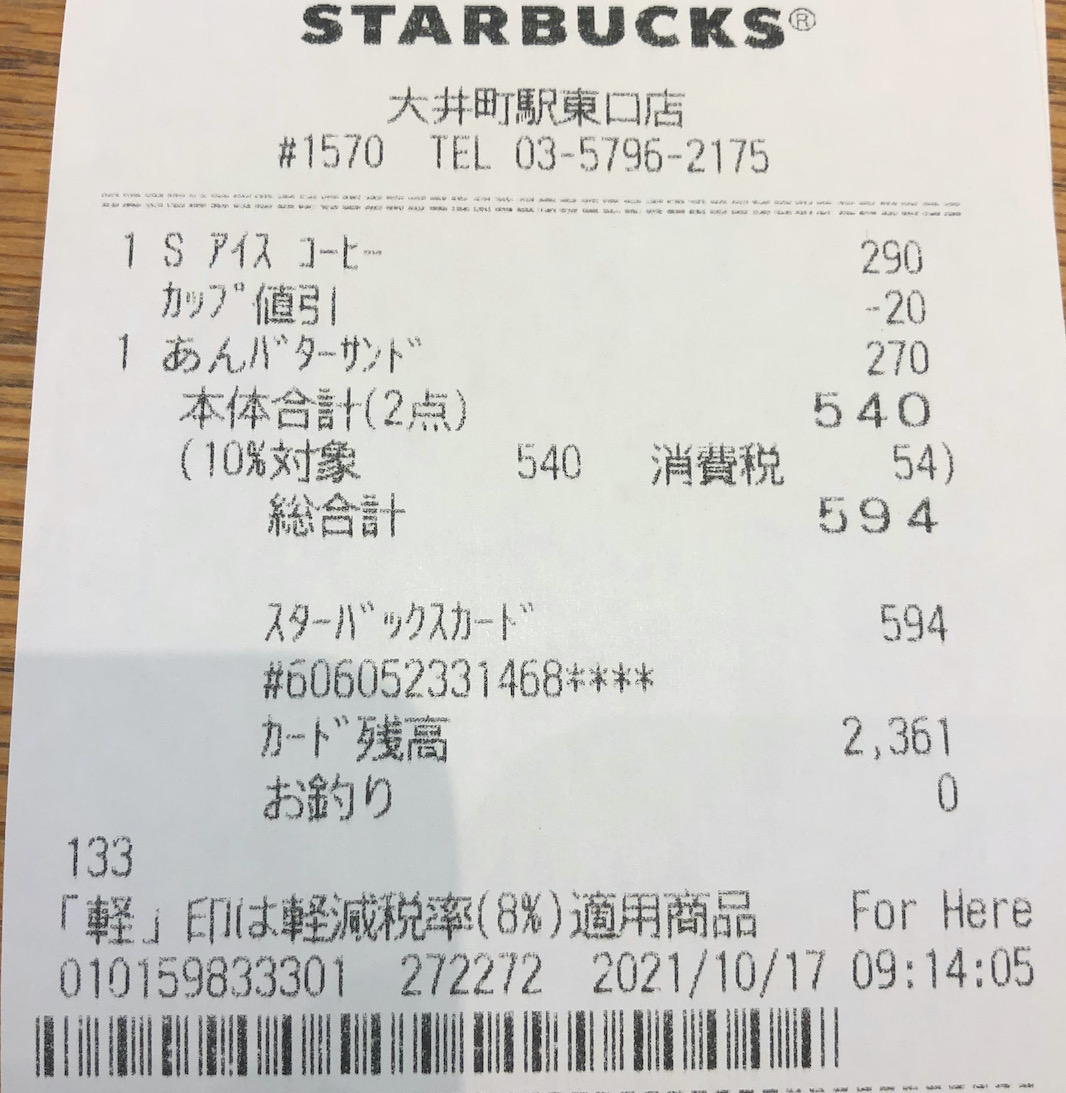 STARBUCKS®
大井町駅東口店
#1570 TEL 03-5796-2175
1 S ｱｲｽ ｺｰﾋｰ 290
ｶｯﾌﾟ値引 -20
1 あんﾊﾞﾀｰｻﾝﾄﾞ 270
本体合計(2点) 540
(10%対象 540 消費税 54)
総合計 594
ｽﾀｰﾊﾞｯｸｽｶｰﾄﾞ 594
#606052331468****
ｶｰﾄﾞ残高 2,361
お釣り 0
133
「軽」印は軽減税率(8%)適用商品 For Here
010159833301 272272 2021/10/17 09:14:05